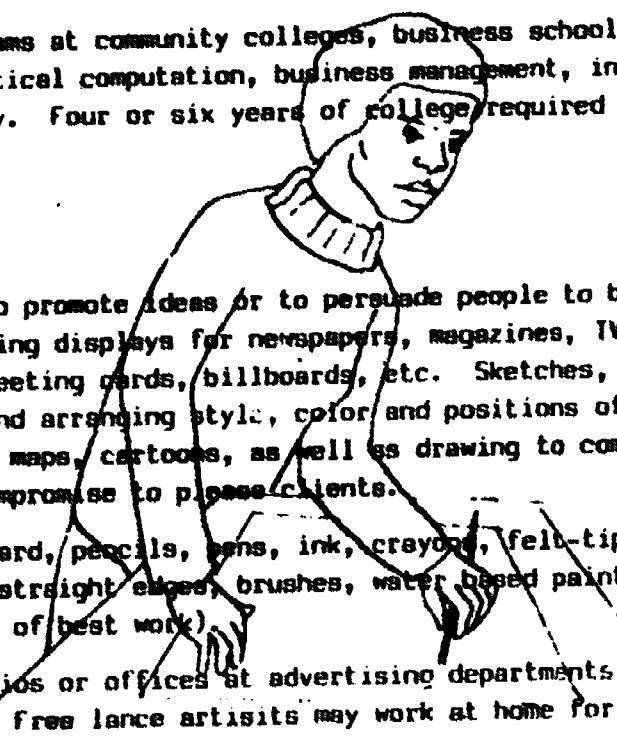 ams at community colleges, business school
tical computation, business management, in
y. Four or six years of college required
o promote ideas or to persuade people to b
ing displays for newspapers, magazines, TV
eeting cards, billboards, etc. Sketches,
nd arranging style, color and positions of
maps, cartoons, as well as drawing to com
mpromise to please clients.
ard, pencils, pens, ink, crayons, felt-tip
straight edges, brushes, water based paint
of best work).
ios or offices at advertising departments
free lance artisits may work at home for